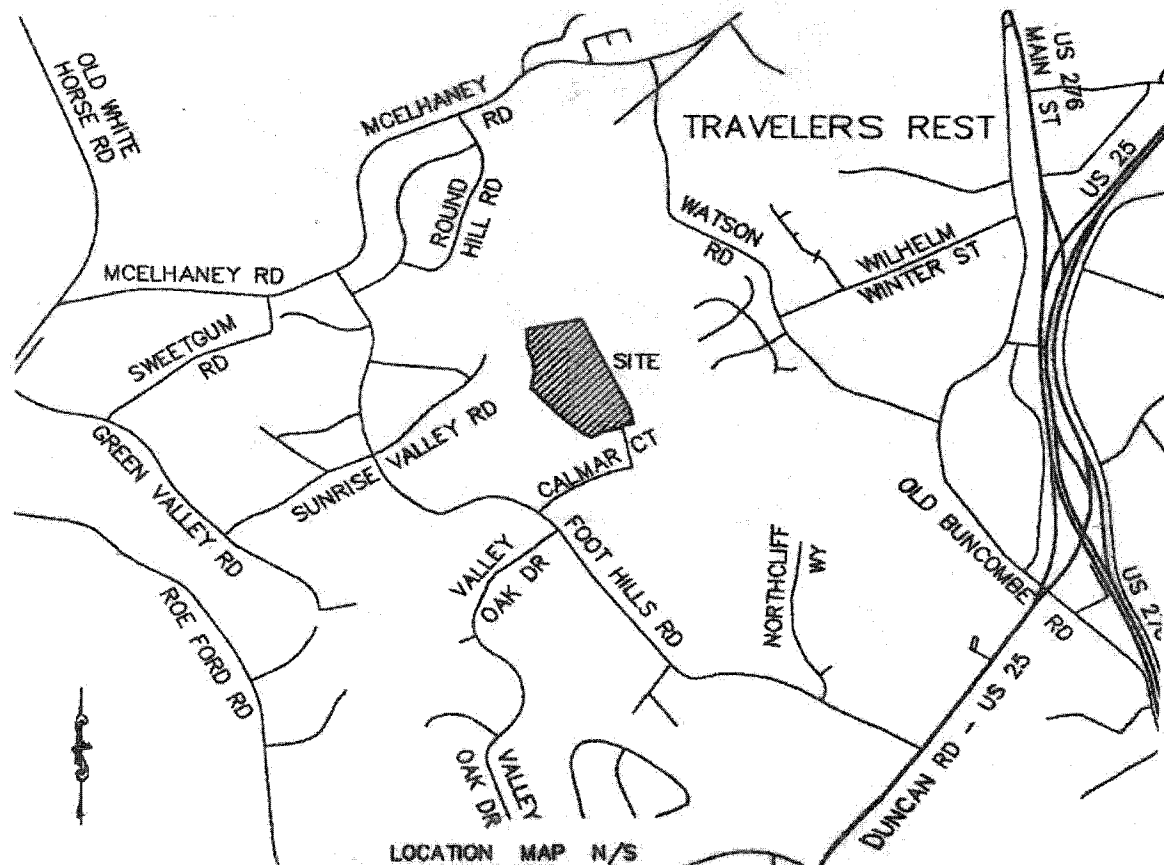 OLD WHITE
HORSE RD
MCELHANEY
RD
US 276
MAIN ST
TRAVELERS REST
US 25
ROUND
HILL RD
WATSON
RD
WILHELM
WINTER ST
MCELHANEY RD
SWEETGUM
RD
SITE
GREEN VALLEY RD
SUNRISE VALLEY RD
CALMAR CT
VALLEY
OAK DR
FOOT HILLS RD
NORTHCLIFF
WY
OLD BUNCOMBE
RD
US 276
ROE FORD RD
VALLEY
OAK DR
DUNCAN RD - US 25
LOCATION MAP N/S